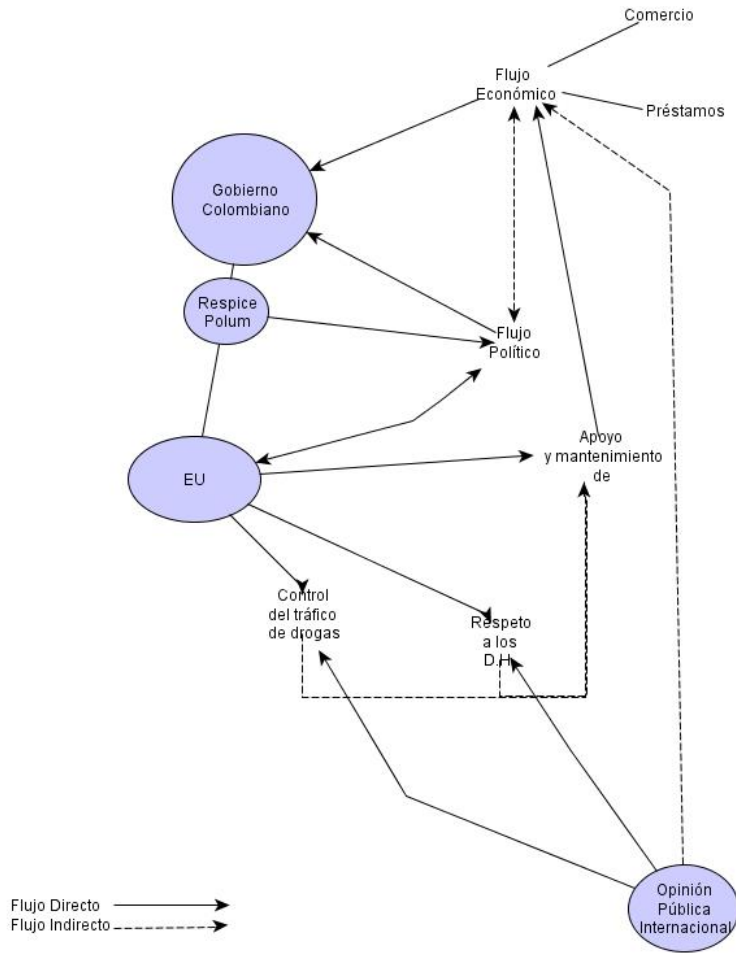 Comercio
Flujo
Económico
Préstamos
Gobierno
Colombiano
Respice
Polum
Flujo
Político
Apoyo
y mantenimiento
de
EU
Control
del tráfico
de drogas
Respeto
a los
D.H
Opinión
Pública
Internacional
Flujo Directo
Flujo Indirecto